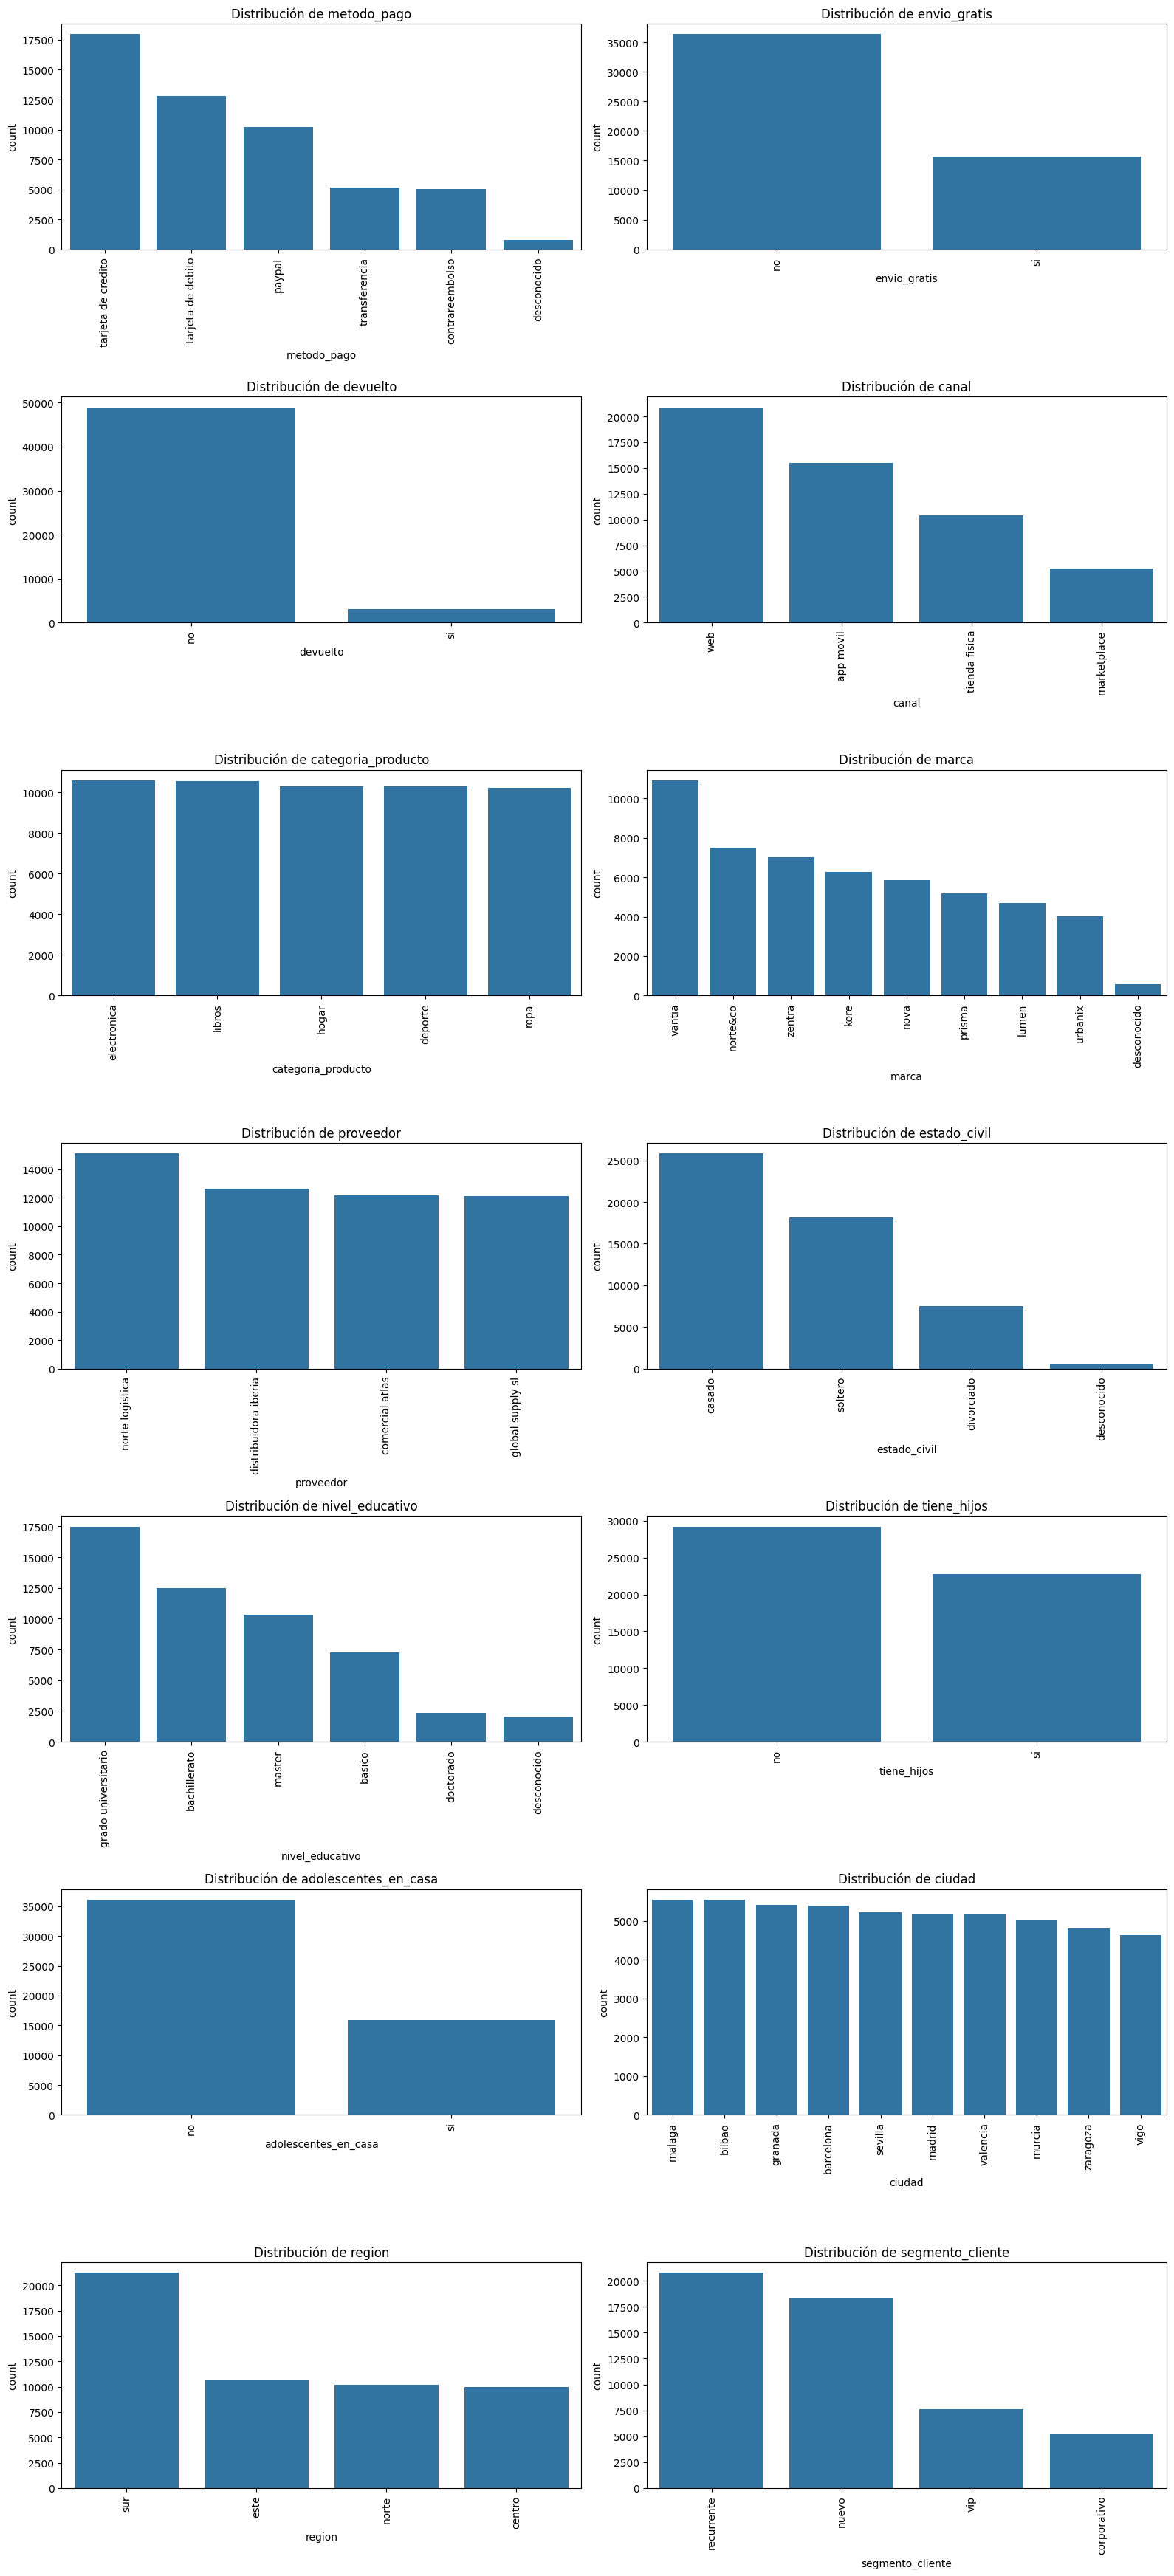 Distribución de metodo_pago
17500
15000
12500
10000
7500
5000
2500
0
count
tarjeta de credito
tarjeta de debito
paypal
transferencia
contrareembolso
desconocido
metodo_pago
Distribución de envio_gratis
35000
30000
25000
20000
15000
10000
5000
0
count
no
si
envio_gratis
Distribución de devuelto
50000
40000
30000
20000
10000
0
count
no
si
devuelto
Distribución de canal
20000
17500
15000
12500
10000
7500
5000
2500
0
count
web
app movil
tienda fisica
marketplace
canal
Distribución de categoria_producto
10000
8000
6000
4000
2000
0
count
electronica
libros
hogar
deporte
ropa
categoria_producto
Distribución de marca
10000
8000
6000
4000
2000
0
count
vantia
norte&co
zentra
kore
nova
prisma
lumen
urbanix
desconocido
marca
Distribución de proveedor
14000
12000
10000
8000
6000
4000
2000
0
count
norte logistica
distribuidora iberia
comercial atlas
global supply sl
proveedor
Distribución de estado_civil
25000
20000
15000
10000
5000
0
count
casado
soltero
divorciado
desconocido
estado_civil
Distribución de nivel_educativo
17500
15000
12500
10000
7500
5000
2500
0
count
grado universitario
bachillerato
master
basico
doctorado
desconocido
nivel_educativo
Distribución de tiene_hijos
30000
25000
20000
15000
10000
5000
0
count
no
si
tiene_hijos
Distribución de adolescentes_en_casa
35000
30000
25000
20000
15000
10000
5000
0
count
no
si
adolescentes_en_casa
Distribución de ciudad
5000
4000
3000
2000
1000
0
count
malaga
bilbao
granada
barcelona
sevilla
madrid
valencia
murcia
zaragoza
vigo
ciudad
Distribución de region
20000
17500
15000
12500
10000
7500
5000
2500
0
count
sur
este
norte
centro
region
Distribución de segmento_cliente
20000
17500
15000
12500
10000
7500
5000
2500
0
count
recurrente
nuevo
vip
corporativo
segmento_cliente